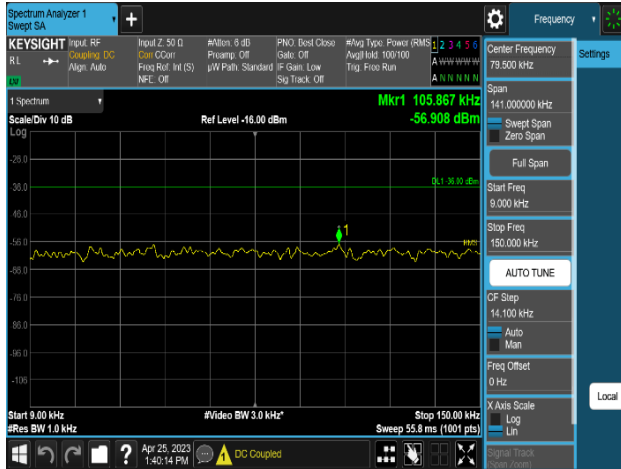 Spectrum Analyzer 1
Swept SA
+
Frequency
KEYSIGHT
Input: RF
Input Z: 50 Ω
#Atten: 6 dB
PNO: Best Close
#Avg Type: Power (RMS
1 2 3 4 5 6
RL
Coupling: DC
Corr CCorr
Preamp: Off
Gate: Off
Avg|Hold: 100/100
A W W W W W
Align: Auto
Freq Ref: Int (S)
µW Path: Standard
IF Gain: Low
Trig: Free Run
NFE: Off
Sig Track: Off
A N N N N N
1 Spectrum
Mkr1 105.867 kHz
Scale/Div 10 dB
Ref Level -16.00 dBm
-56.908 dBm
Log
-26.0
DL1 -36.00 dBm
-36.0
-46.0
1
-56.0
RMS
-66.0
-76.0
-86.0
-96.0
-106
Start 9.00 kHz
#Video BW 3.0 kHz*
Stop 150.00 kHz
#Res BW 1.0 kHz
Sweep 55.8 ms (1001 pts)
?
Apr 25, 2023
1:40:14 PM
DC Coupled
Center Frequency
79.500 kHz
Settings
Span
141.000000 kHz
Swept Span
Zero Span
Full Span
Start Freq
9.000 kHz
Stop Freq
150.000 kHz
AUTO TUNE
CF Step
14.100 kHz
Auto
Man
Freq Offset
0 Hz
Local
X Axis Scale
Log
Lin
Signal Track
(Span Zoom)